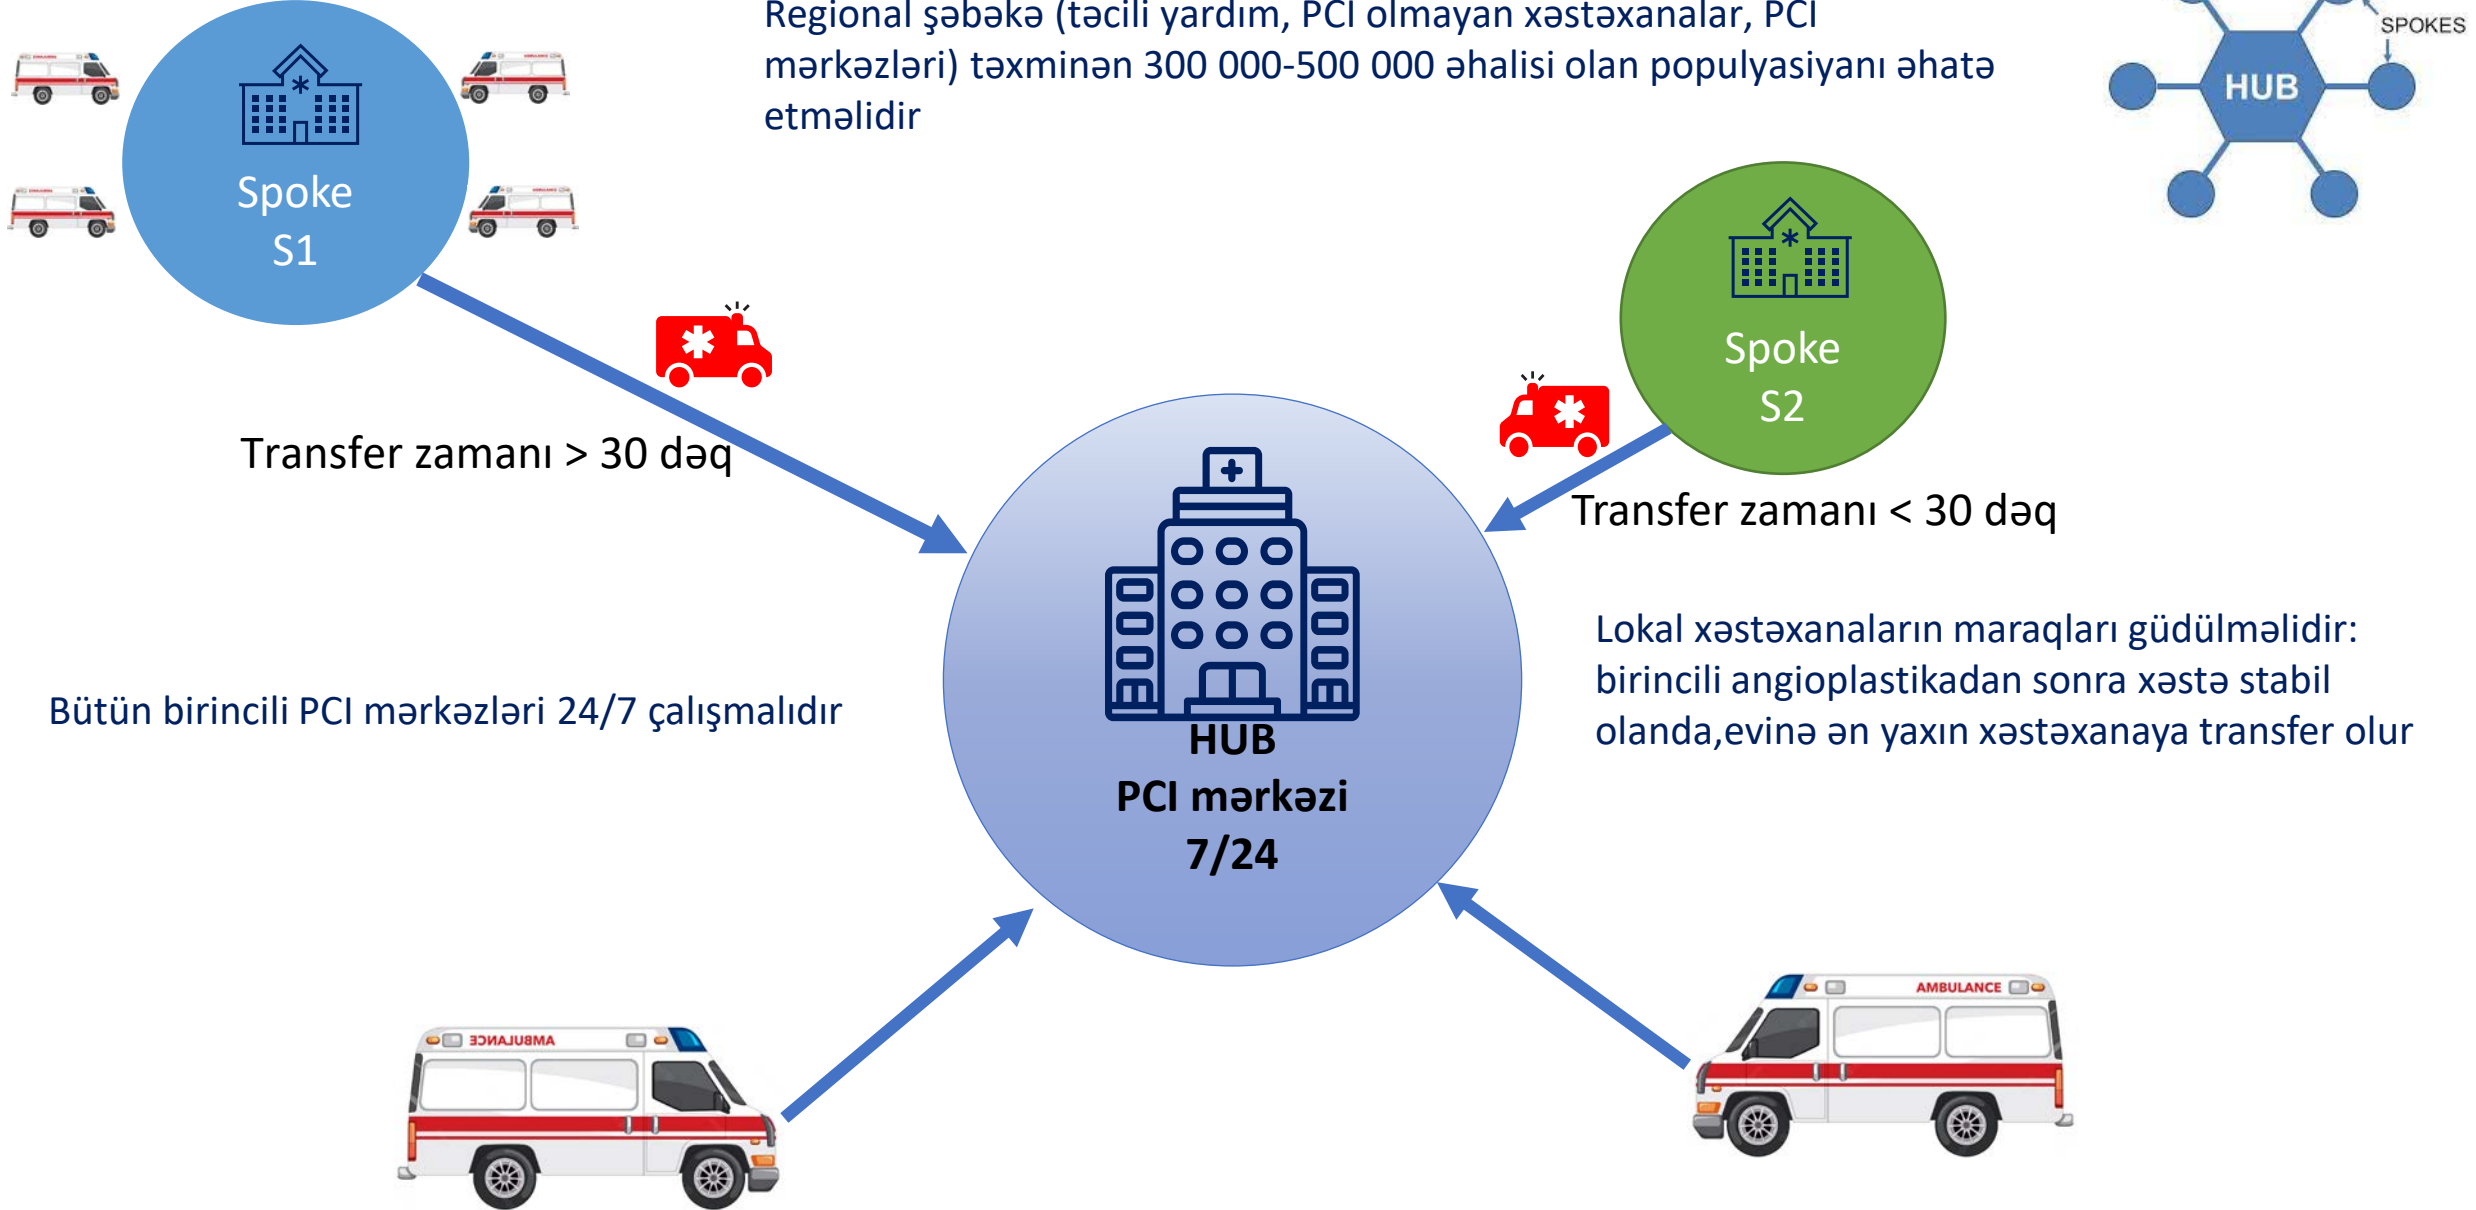 Regional şəbəkə (təcili yardım, PCI olmayan xəstəxanalar, PCI
mərkəzləri) təxminən 300 000-500 000 əhalisi olan populyasiyanı əhatə
etməlidir
SPOKES
HUB
Spoke
S1
Spoke
S2
Transfer zamanı > 30 dəq
Transfer zamanı < 30 dəq
Bütün birincili PCI mərkəzləri 24/7 çalışmalıdır
HUB
PCI mərkəzi
7/24
Lokal xəstəxanaların maraqları güdülməlidir:
birincili angioplastikadan sonra xəstə stabil
olanda,evinə ən yaxın xəstəxanaya transfer olur
AMBULANCE
AMBULANCE